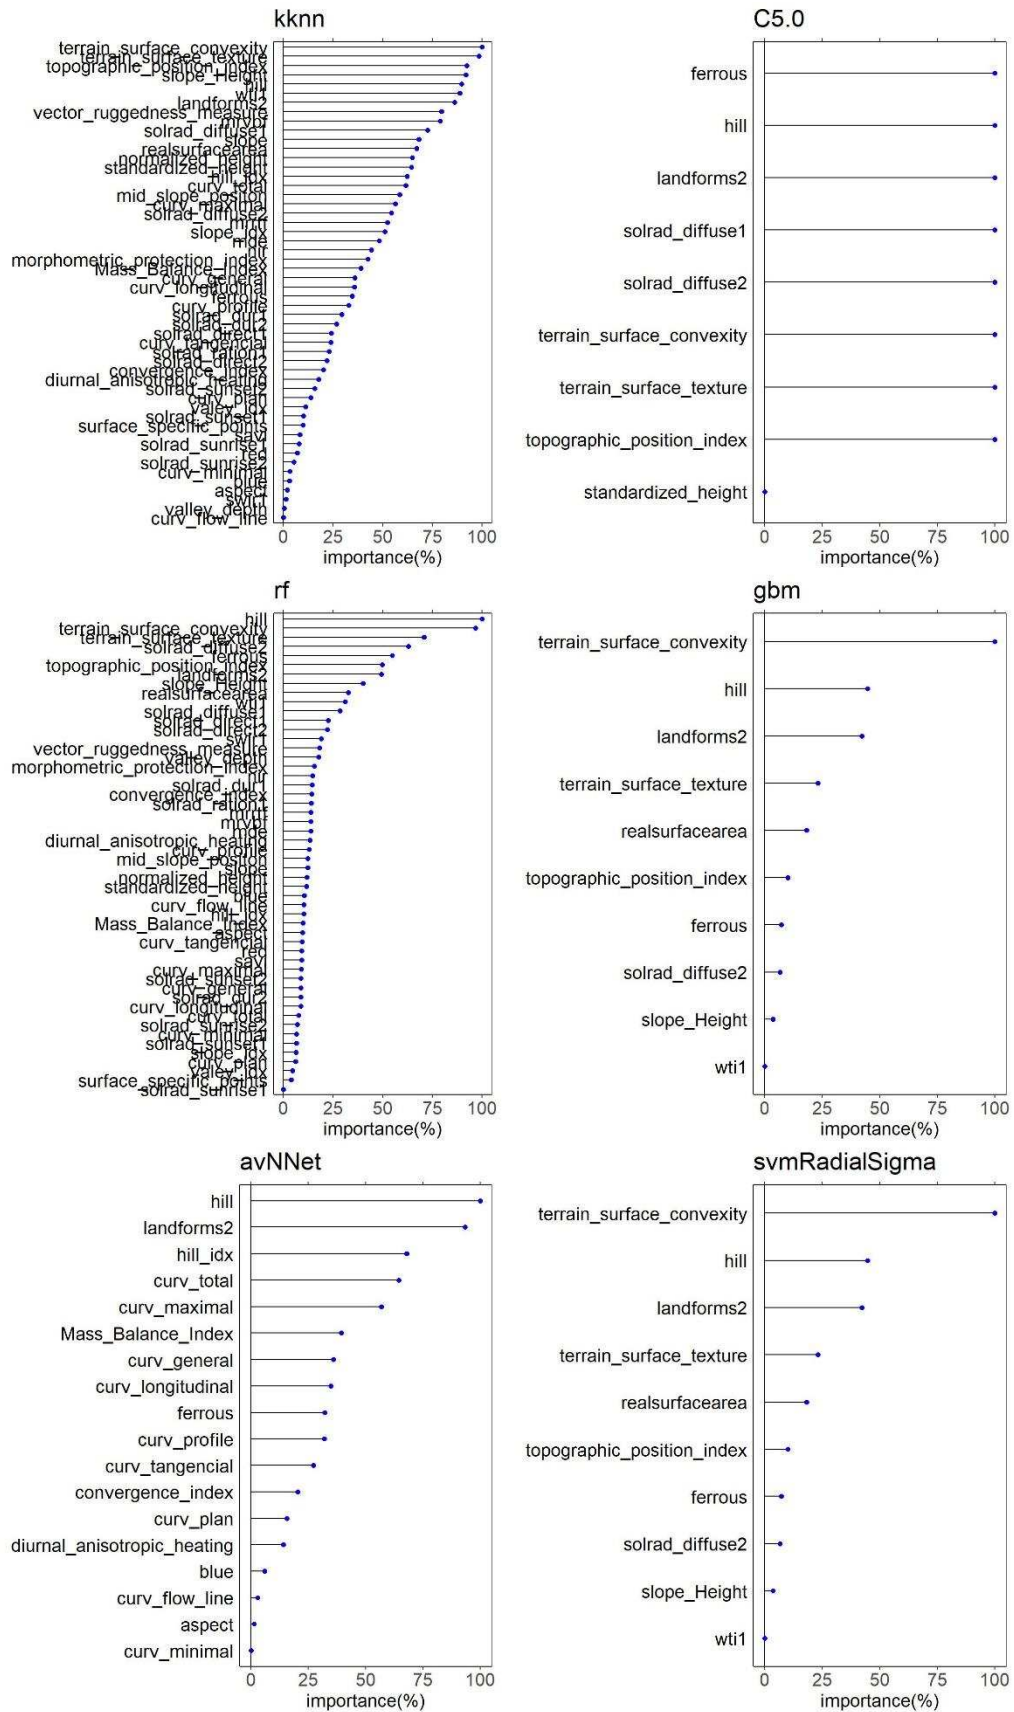 kknn
terrain_surface_convexity
terrain_surface_texture
topographic_position_index
slope_Height
hill
wti1
landforms2
vector_ruggedness_measure
mrvbf
solrad_diffuse1
slope
realsurfacearea
normalized_height
standardized_height
hill_idx
curv_total
mid_slope_positon
curv_maximal
solrad_diffuse2
mrrtf
slope_idx
mde
nir
morphometric_protection_index
Mass_Balance_Index
curv_general
curv_longitudinal
ferrous
curv_profile
solrad_dur1
solrad_dur2
solrad_direct1
curv_tangencial
solrad_ration1
solrad_direct2
convergence_index
diurnal_anisotropic_heating
solrad_sunset2
curv_plan
valey_idx
solrad_sunset1
surface_specific_points
savi
solrad_sunrise1
red
solrad_sunrise2
curv_minimal
blue
aspect
swir1
valley_depth
curv_flow_line
0 25 50 75 100
importance(%)
C5.0
ferrous
hill
landforms2
solrad_diffuse1
solrad_diffuse2
terrain_surface_convexity
terrain_surface_texture
topographic_position_index
standardized_height
0 25 50 75 100
importance(%)
rf
hill
terrain_surface_convexity
terrain_surface_texture
solrad_diffuse2
ferrous
topographic_position_index
landforms2
slope_Height
realsurfacearea
wti1
solrad_diffuse1
solrad_direct1
solrad_direct2
swir1
vector_ruggedness_measure
valley_depth
morphometric_protection_index
nir
solrad_dur1
convergence_index
solrad_ration1
mrrtf
mrvbf
mde
diurnal_anisotropic_heating
curv_profile
mid_slope_positon
slope
normalized_height
standardized_height
blue
curv_flow_line
hill_idx
Mass_Balance_Index
aspect
curv_tangencial
red
savi
curv_maximal
solrad_sunset2
curv_general
solrad_dur2
curv_longitudinal
curv_total
solrad_sunrise2
curv_minimal
solrad_sunset1
slope_idx
curv_plan
valey_idx
surface_specific_points
solrad_sunrise1
0 25 50 75 100
importance(%)
gbm
terrain_surface_convexity
hill
landforms2
terrain_surface_texture
realsurfacearea
topographic_position_index
ferrous
solrad_diffuse2
slope_Height
wti1
0 25 50 75 100
importance(%)
avNNet
hill
landforms2
hill_idx
curv_total
curv_maximal
Mass_Balance_Index
curv_general
curv_longitudinal
ferrous
curv_profile
curv_tangencial
convergence_index
curv_plan
diurnal_anisotropic_heating
blue
curv_flow_line
aspect
curv_minimal
0 25 50 75 100
importance(%)
svmRadialSigma
terrain_surface_convexity
hill
landforms2
terrain_surface_texture
realsurfacearea
topographic_position_index
ferrous
solrad_diffuse2
slope_Height
wti1
0 25 50 75 100
importance(%)